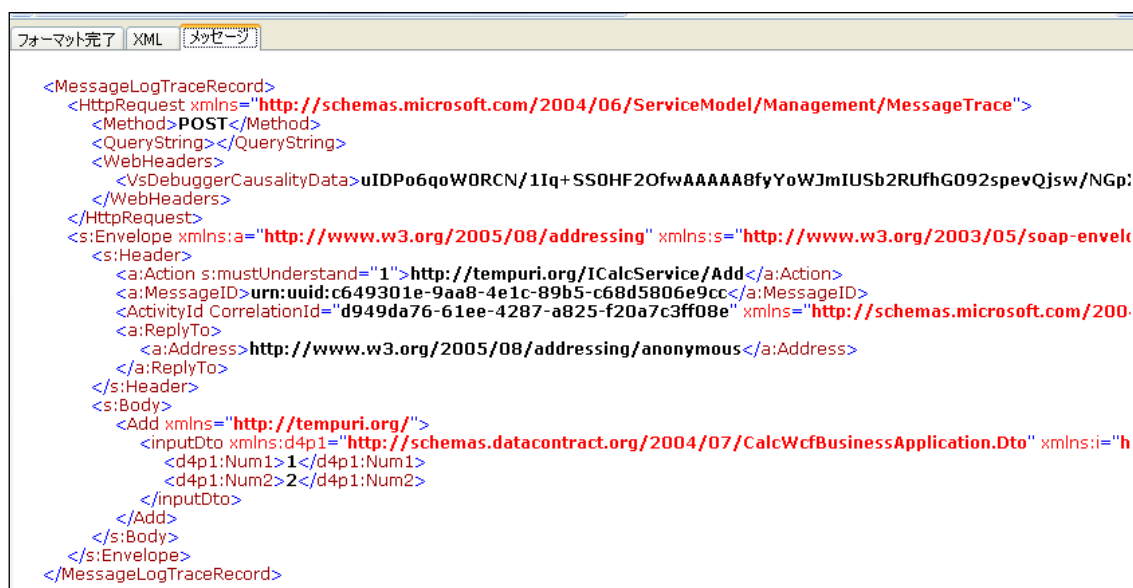 フォーマット完了 XML メッセージ
<MessageLogTraceRecord>
<HttpRequest xmlns="http://schemas.microsoft.com/2004/06/ServiceModel/Management/MessageTrace">
<Method>POST</Method>
<QueryString></QueryString>
<WebHeaders>
<VsDebuggerCausalityData>uIDPo6qoW0RCN/1Iq+SS0HF2OfwAAAAA8fyYoWJmIUSb2RUfhG092spevQjsw/NGp
</WebHeaders>
</HttpRequest>
<s:Envelope xmlns:a="http://www.w3.org/2005/08/addressing" xmlns:s="http://www.w3.org/2003/05/soap-envelo
<s:Header>
<a:Action s:mustUnderstand="1">http://tempuri.org/ICalcService/Add</a:Action>
<a:MessageID>urn:uuid:c649301e-9aa8-4e1c-89b5-c68d5806e9cc</a:MessageID>
<ActivityId CorrelationId="d949da76-61ee-4287-a825-f20a7c3ff08e" xmlns="http://schemas.microsoft.com/200
<a:ReplyTo>
<a:Address>http://www.w3.org/2005/08/addressing/anonymous</a:Address>
</a:ReplyTo>
</s:Header>
<s:Body>
<Add xmlns="http://tempuri.org/">
<inputDto xmlns:d4p1="http://schemas.datacontract.org/2004/07/CalcWcfBusinessApplication.Dto" xmlns:i="h
<d4p1:Num1>1</d4p1:Num1>
<d4p1:Num2>2</d4p1:Num2>
</inputDto>
</Add>
</s:Body>
</s:Envelope>
</MessageLogTraceRecord>